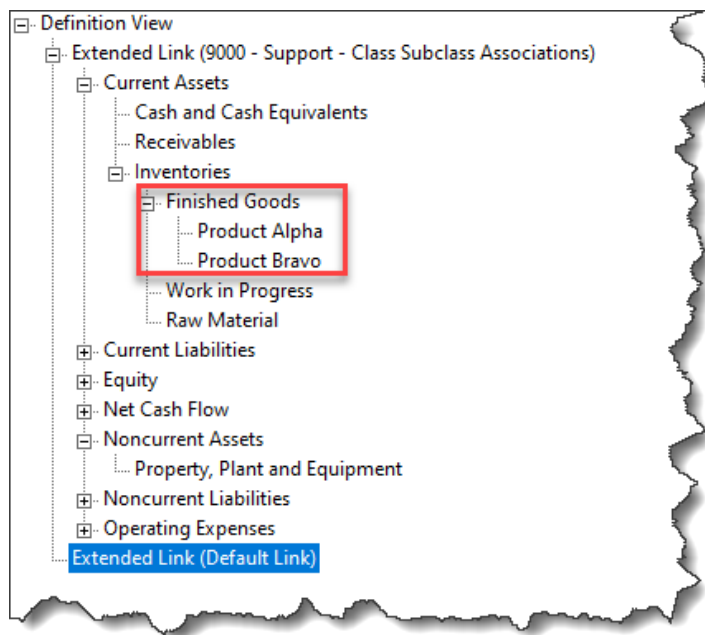 Definition View
Extended Link (9000 - Support - Class Subclass Associations)
Current Assets
Cash and Cash Equivalents
Receivables
Inventories
Finished Goods
Product Alpha
Product Bravo
Work in Progress
Raw Material
Current Liabilities
Equity
Net Cash Flow
Noncurrent Assets
Property, Plant and Equipment
Noncurrent Liabilities
Operating Expenses
Extended Link (Default Link)